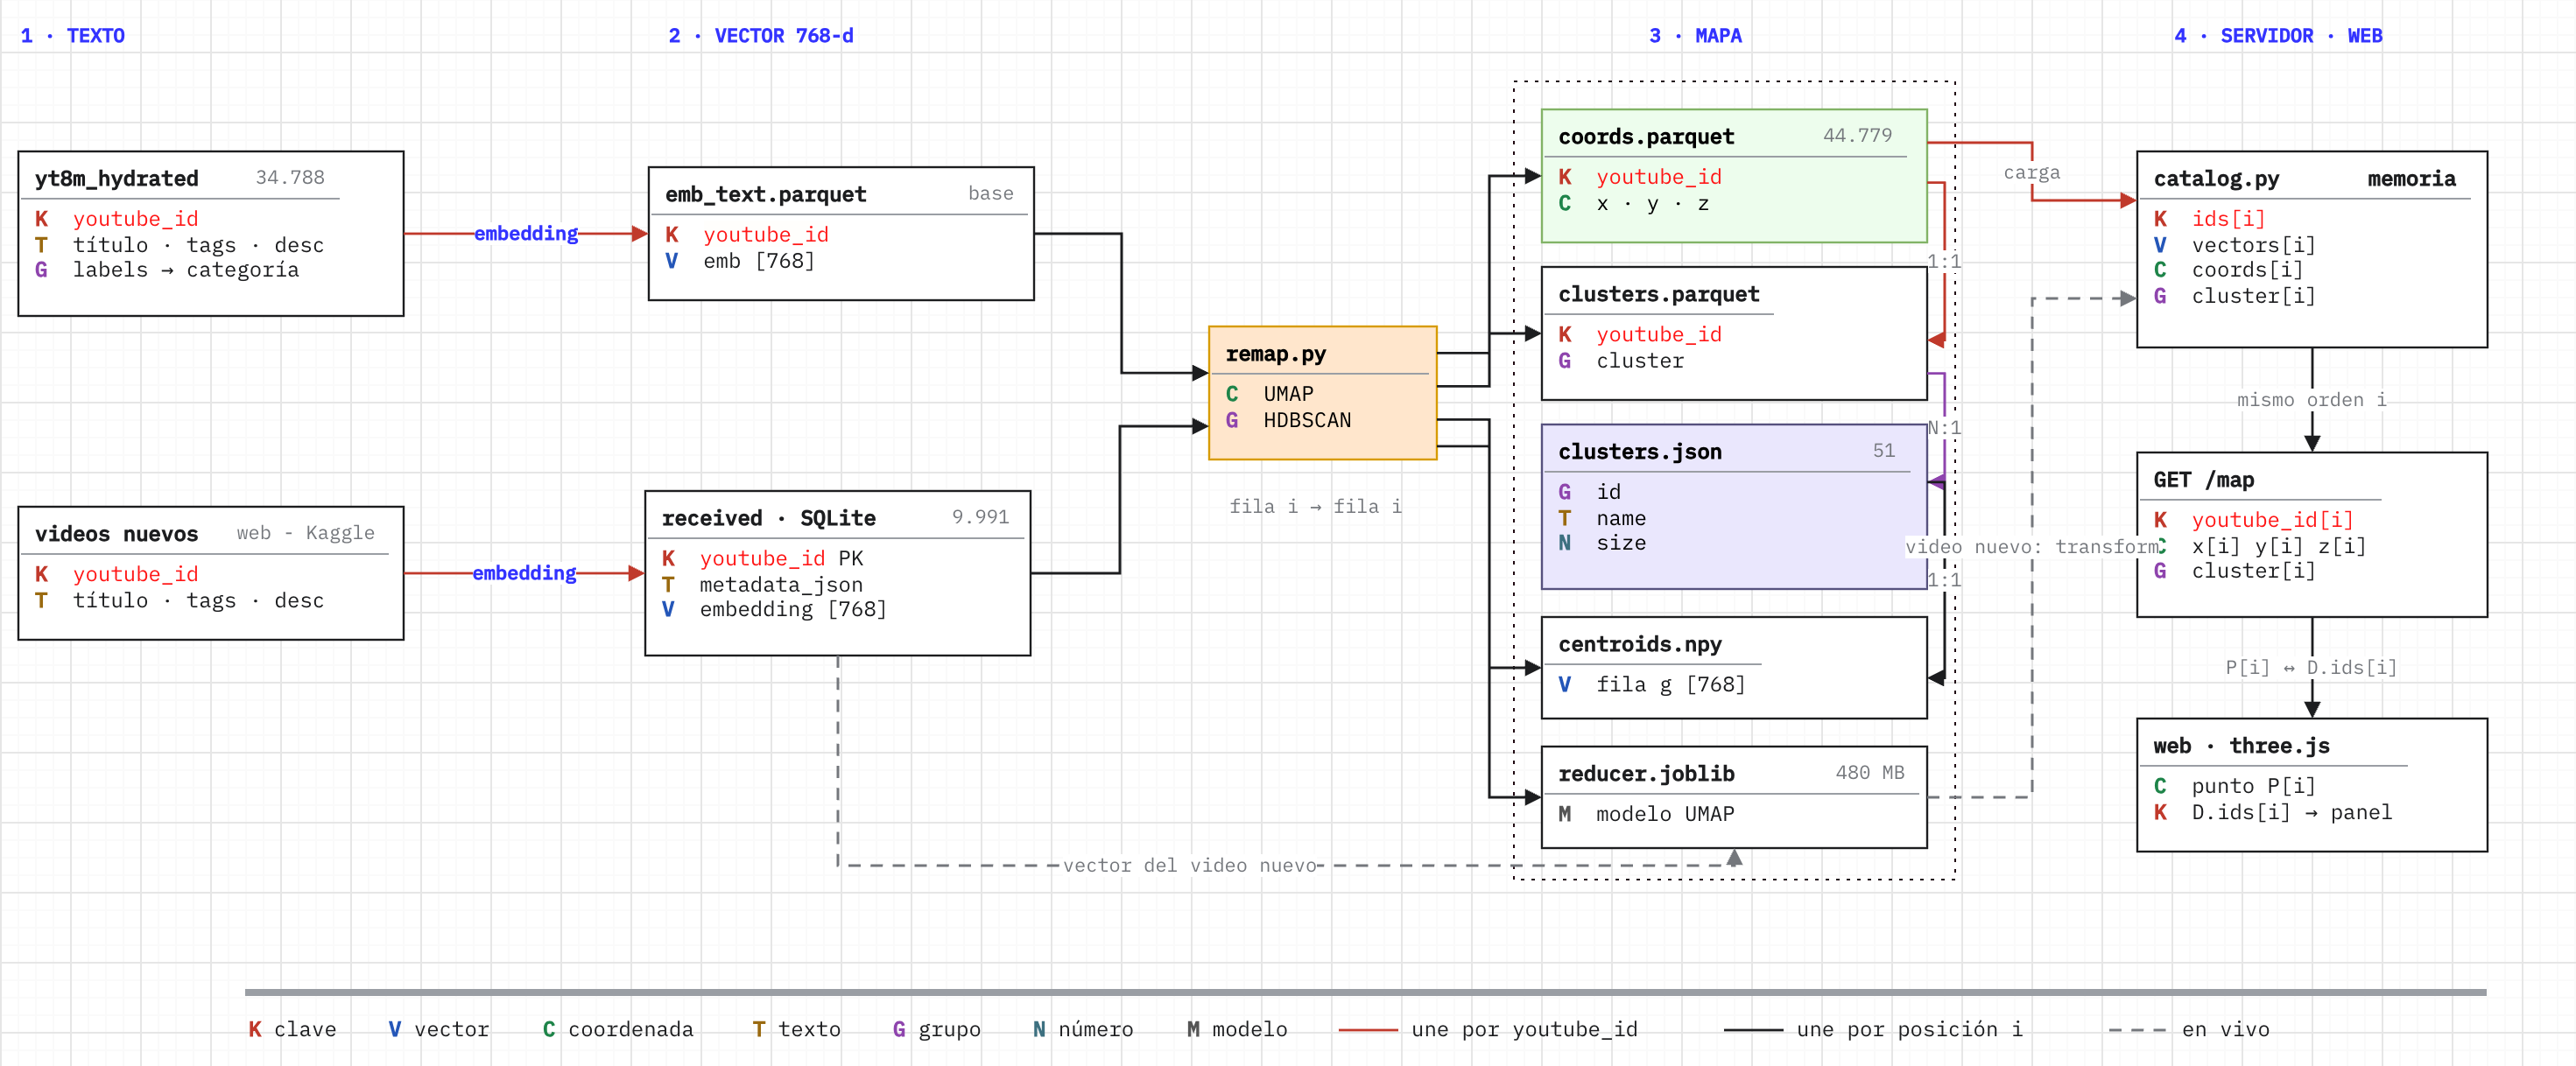 1 · TEXTO
2 · VECTOR 768-d
3 · MAPA
4 · SERVIDOR · WEB
yt8m_hydrated 34.788
K youtube_id
T título · tags · desc
G labels → categoría
embedding
videos nuevos web - Kaggle
K youtube_id
T título · tags · desc
embedding
emb_text.parquet base
K youtube_id
V emb [768]
received · SQLite 9.991
K youtube_id PK
T metadata_json
V embedding [768]
remap.py
C UMAP
G HDBSCAN
fila i → fila i
vector del video nuevo
coords.parquet 44.779
K youtube_id
C x · y · z
1:1
clusters.parquet
K youtube_id
G cluster
N:1
clusters.json 51
G id
T name
N size
1:1
centroids.npy
V fila g [768]
reducer.joblib 480 MB
M modelo UMAP
carga
video nuevo: transform
catalog.py memoria
K ids[i]
V vectors[i]
C coords[i]
G cluster[i]
mismo orden i
GET /map
K youtube_id[i]
C x[i] y[i] z[i]
G cluster[i]
P[i] ↔ D.ids[i]
web · three.js
C punto P[i]
K D.ids[i] → panel
K clave V vector C coordenada T texto G grupo N número M modelo une por youtube_id une por posición i en vivo